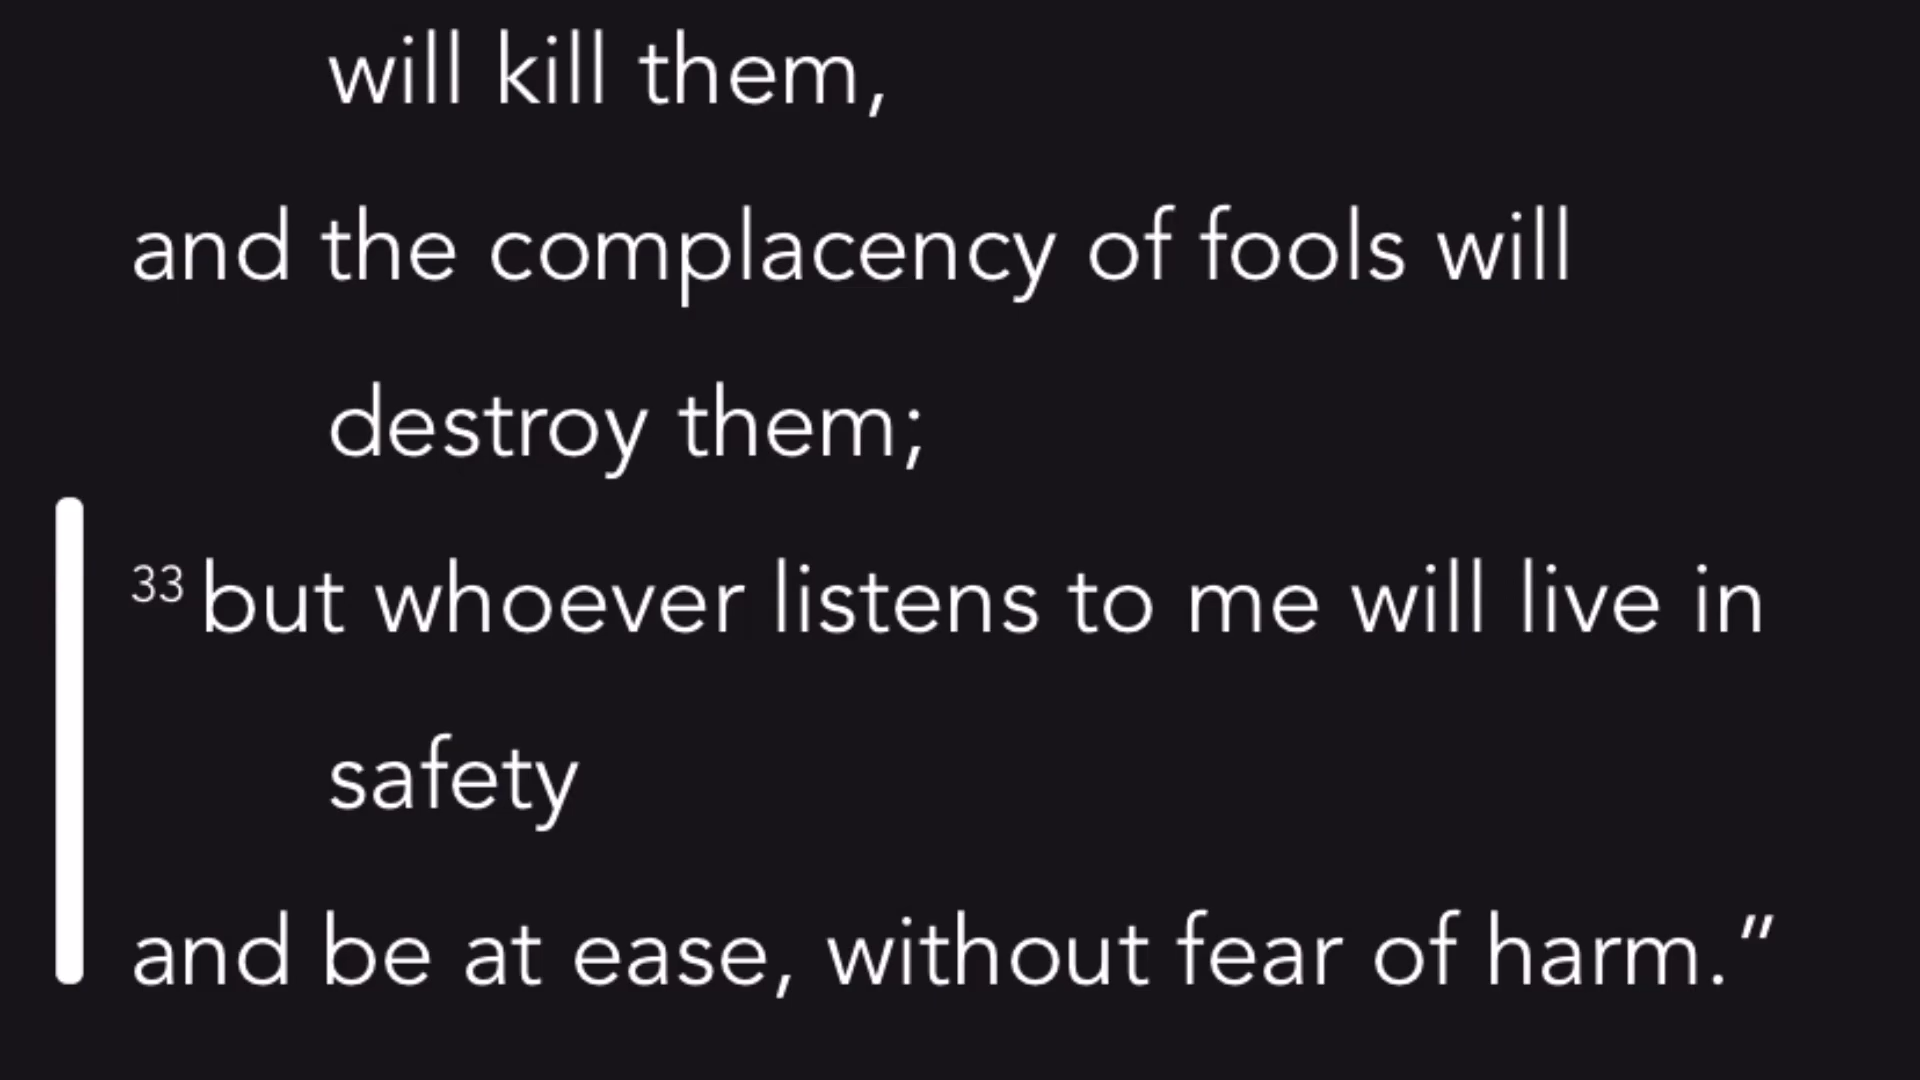 will kill them,
and the complacency of fools will
destroy them;
33 but whoever listens to me will live in
safety
and be at ease, without fear of harm.”